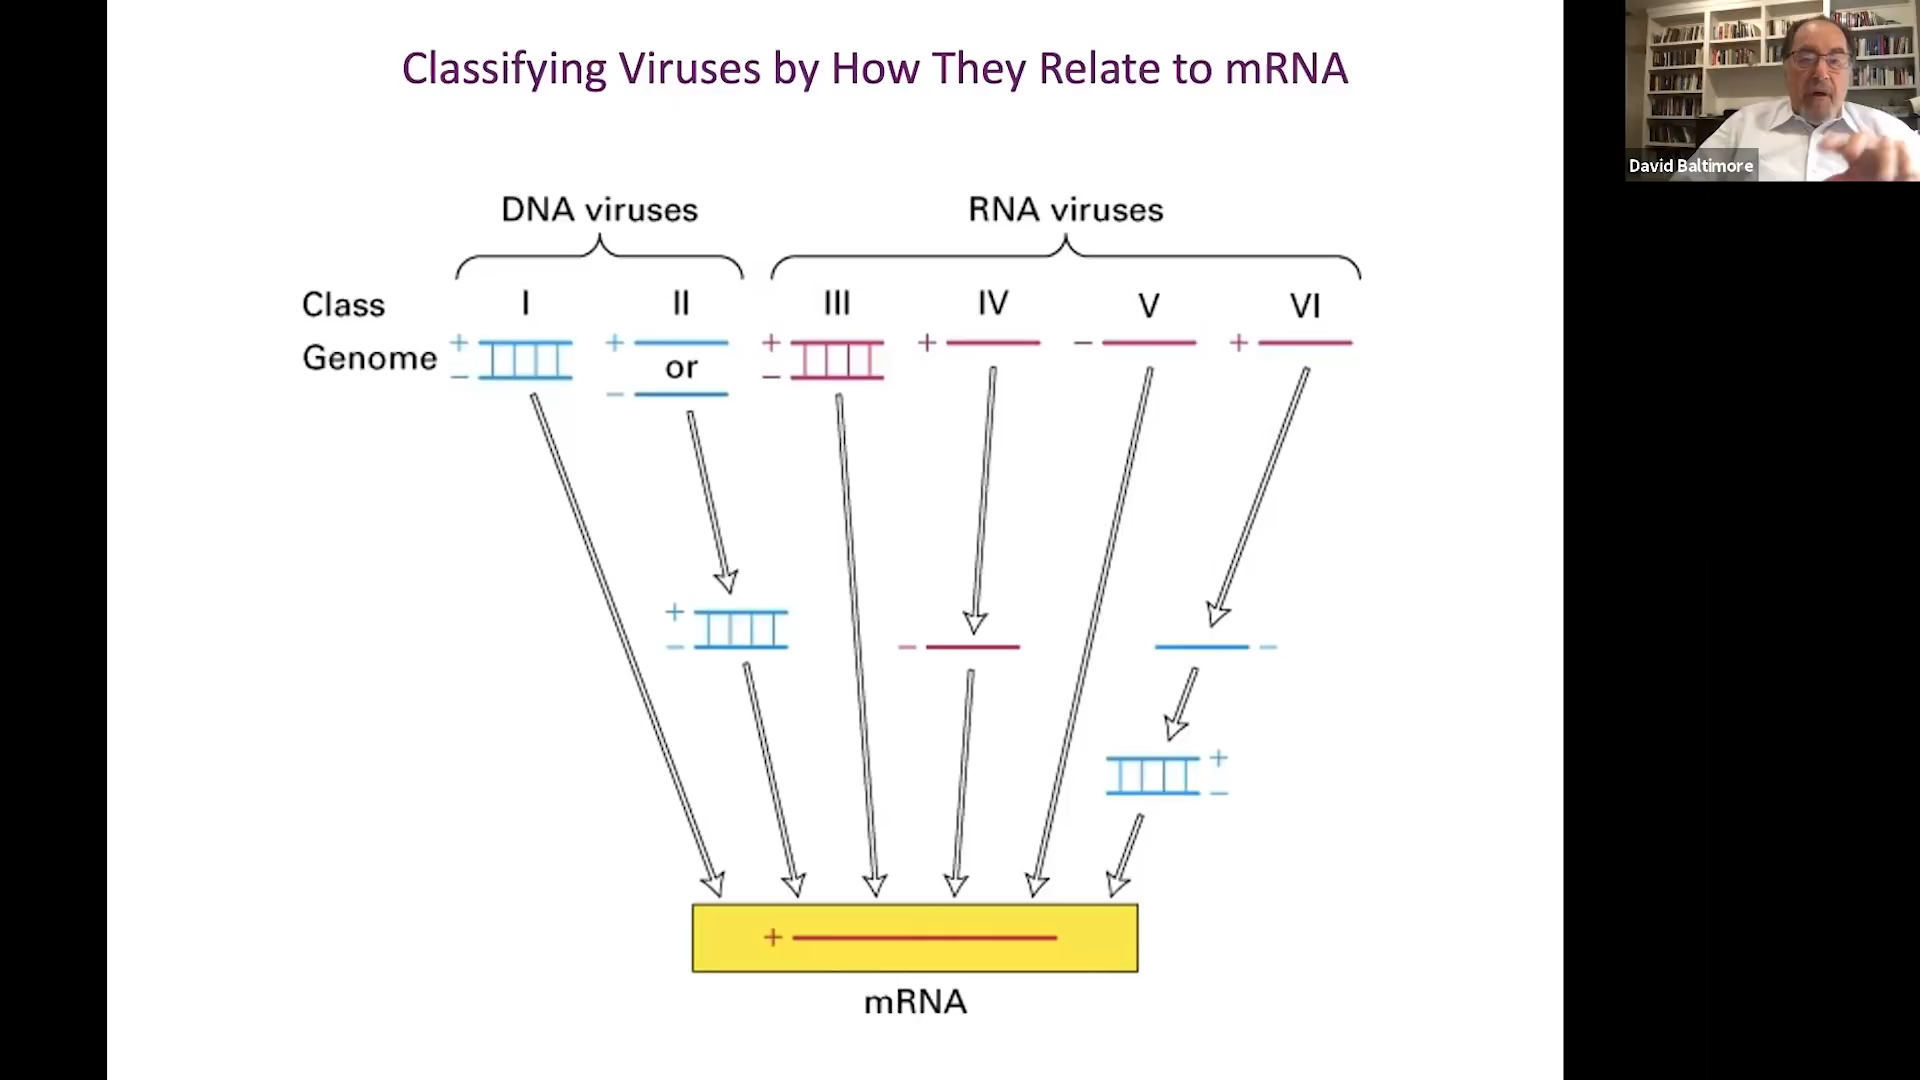 Classifying Viruses by How They Relate to mRNA
David Baltimore
DNA viruses
RNA viruses
Class I II III IV V VI
Genome + + + + − +
or
− − −
+
−
− −
+
−
+
mRNA